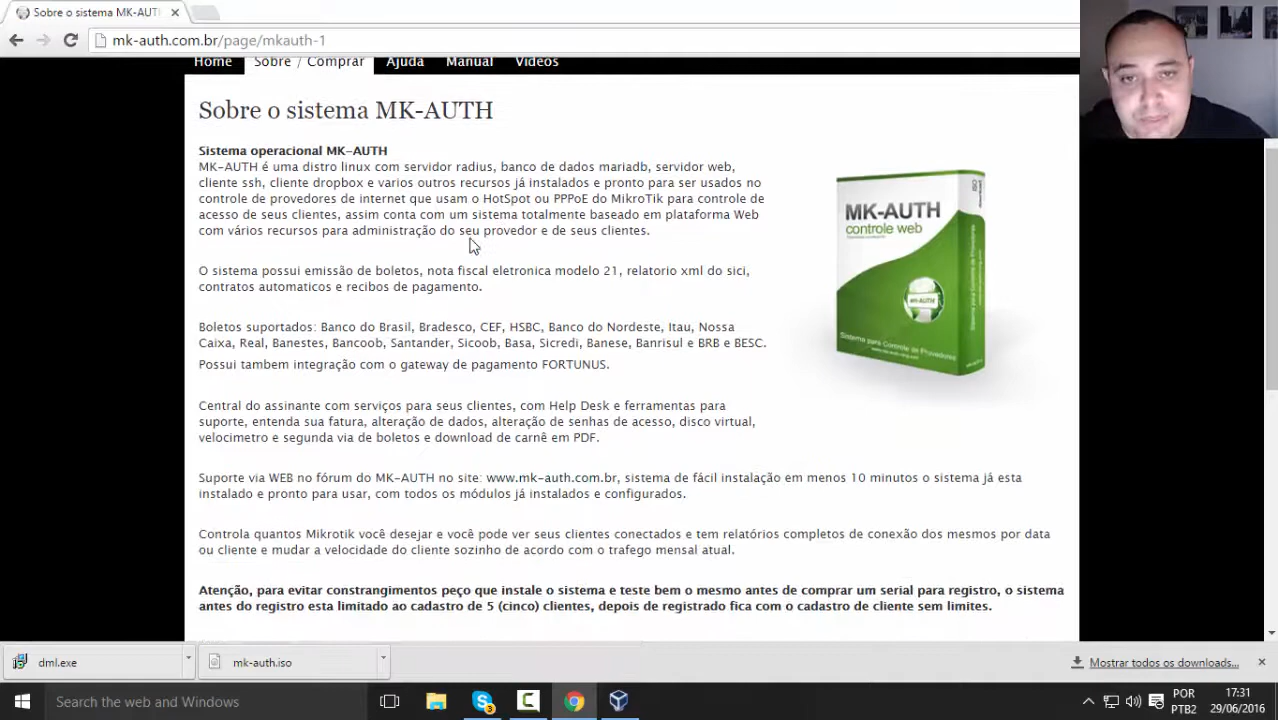 Sobre o sistema MK-AUT
mk-auth.com.br/page/mkauth-1
Home Sobre / Comprar Ajuda Manual Videos
Sobre o sistema MK-AUTH
Sistema operacional MK-AUTH
MK-AUTH é uma distro linux com servidor radius, banco de dados mariadb, servidor web,
cliente ssh, cliente dropbox e varios outros recursos já instalados e pronto para ser usados no
controle de provedores de internet que usam o HotSpot ou PPPoE do MikroTik para controle de
acesso de seus clientes, assim conta com um sistema totalmente baseado em plataforma Web
com vários recursos para administração do seu provedor e de seus clientes.
O sistema possui emissão de boletos, nota fiscal eletronica modelo 21, relatorio xml do sici,
contratos automaticos e recibos de pagamento.
Boletos suportados: Banco do Brasil, Bradesco, CEF, HSBC, Banco do Nordeste, Itau, Nossa
Caixa, Real, Banestes, Bancoob, Santander, Sicoob, Basa, Sicredi, Banese, Banrisul e BRB e BESC.
Possui tambem integração com o gateway de pagamento FORTUNUS.
Central do assinante com serviços para seus clientes, com Help Desk e ferramentas para
suporte, entenda sua fatura, alteração de dados, alteração de senhas de acesso, disco virtual,
velocimetro e segunda via de boletos e download de carnê em PDF.
MK-AUTH
controle web
MK-AUTH
Sistema para Controle de Provedores
Suporte via WEB no fórum do MK-AUTH no site: www.mk-auth.com.br, sistema de fácil instalação em menos 10 minutos o sistema já esta
instalado e pronto para usar, com todos os módulos já instalados e configurados.
Controla quantos Mikrotik você desejar e você pode ver seus clientes conectados e tem relatórios completos de conexão dos mesmos por data
ou cliente e mudar a velocidade do cliente sozinho de acordo com o trafego mensal atual.
Atenção, para evitar constrangimentos peço que instale o sistema e teste bem o mesmo antes de comprar um serial para registro, o sistema
antes do registro esta limitado ao cadastro de 5 (cinco) clientes, depois de registrado fica com o cadastro de cliente sem limites.
dml.exe mk-auth.iso Mostrar todos os downloads...
Search the web and Windows
POR 17:31
PTB2 29/06/2016